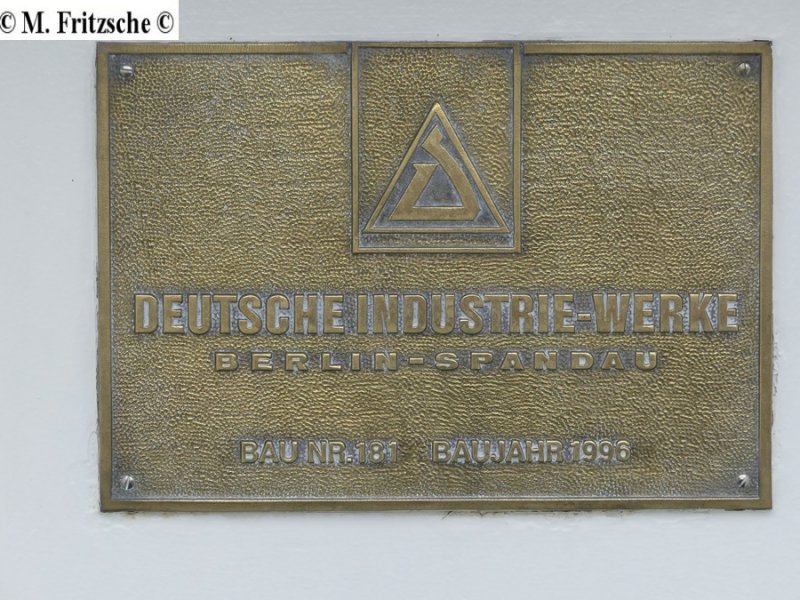 © M. Fritzsche ©
DEUTSCHE INDUSTRIE-WERKE
BERLIN-SPANDAU
BAU NR. 181 BAUJAHR 1996